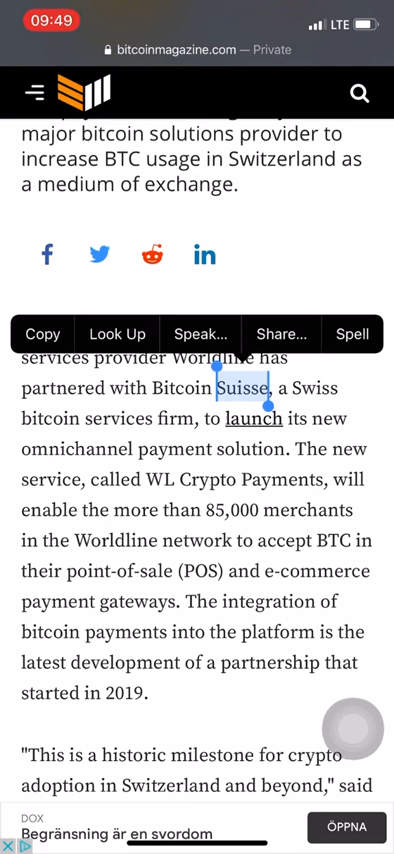 09:49
LTE
bitcoinmagazine.com — Private
major bitcoin solutions provider to
increase BTC usage in Switzerland as
a medium of exchange.
Copy Look Up Speak... Share... Spell
services provider Worldline has
partnered with Bitcoin Suisse, a Swiss
bitcoin services firm, to launch its new
omnichannel payment solution. The new
service, called WL Crypto Payments, will
enable the more than 85,000 merchants
in the Worldline network to accept BTC in
their point-of-sale (POS) and e-commerce
payment gateways. The integration of
bitcoin payments into the platform is the
latest development of a partnership that
started in 2019.
"This is a historic milestone for crypto
adoption in Switzerland and beyond," said
DOX
Begränsning är en svordom
ÖPPNA